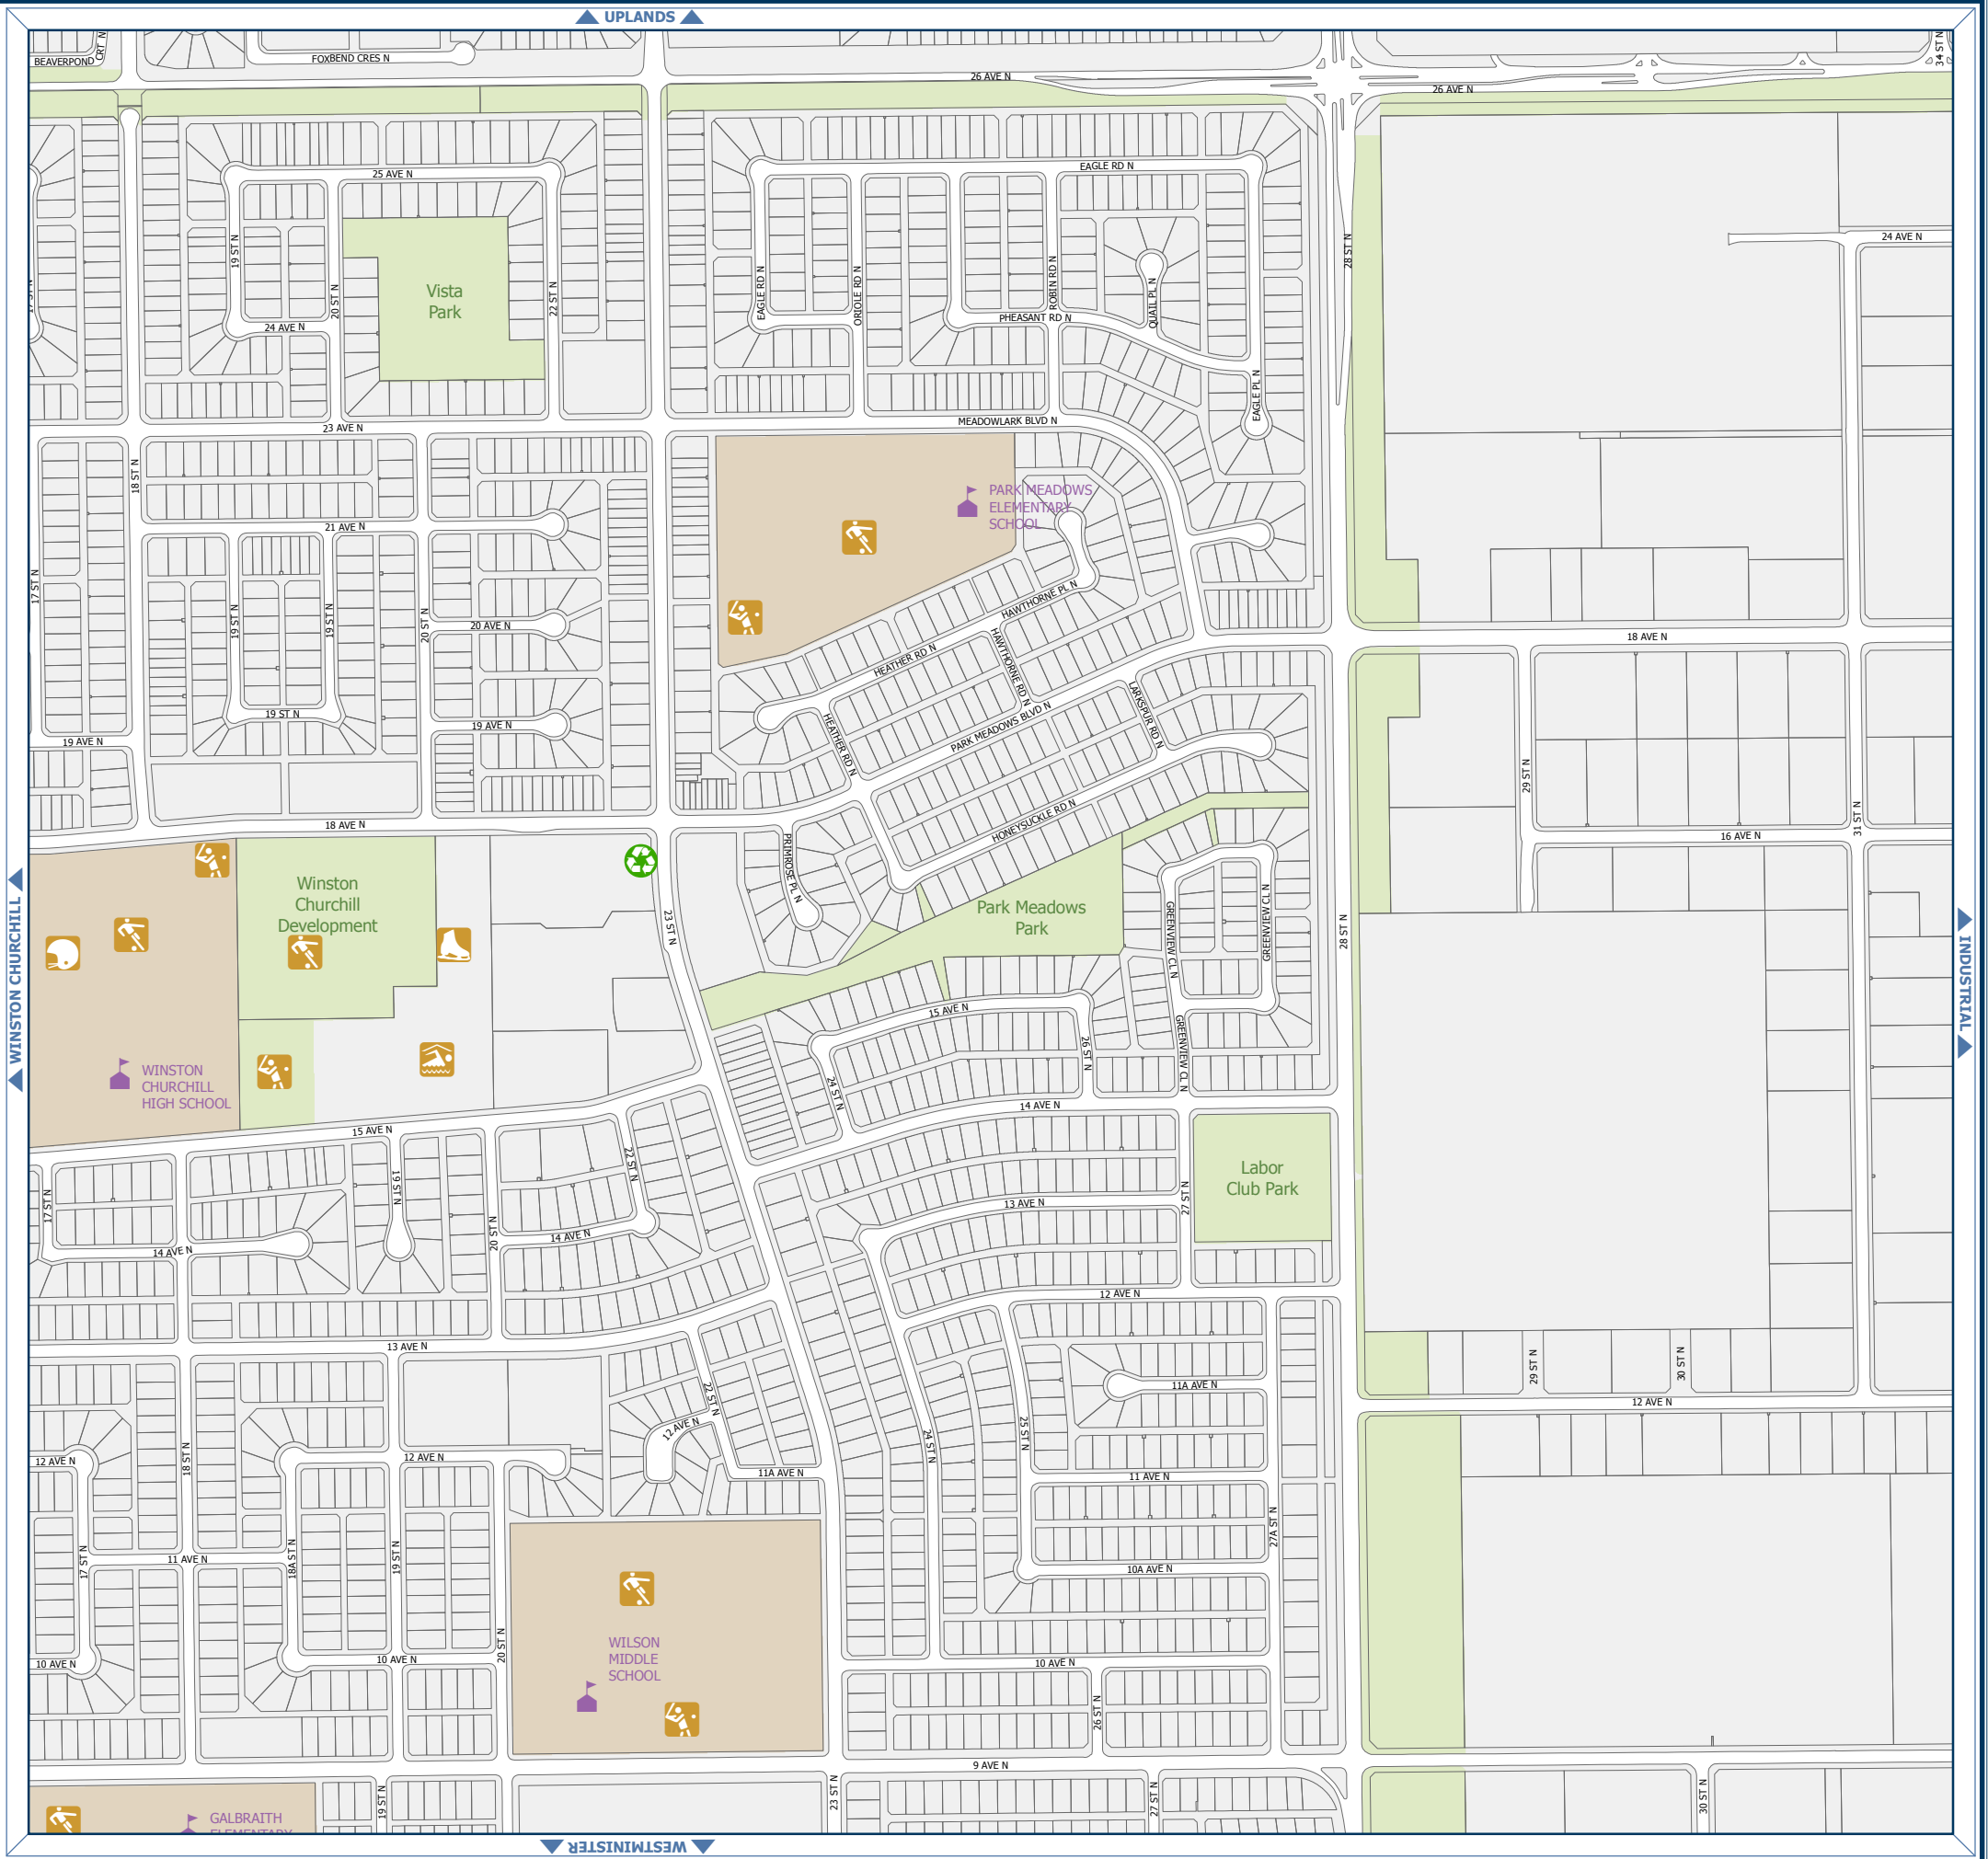 UPLANDS
BEAVERPOND CRT N
FOXBEND CRES N
34 ST N
26 AVE N
26 AVE N
EAGLE RD N
25 AVE N
24 AVE N
19 ST N
20 ST N
22 ST N
28 ST N
Vista
Park
EAGLE RD N
ORIOLE RD N
ROBIN RD N
QUAIL PL N
PHEASANT RD N
24 AVE N
EAGLE PL N
MEADOWLARK BLVD N
23 AVE N
18 ST N
PARK MEADOWS
ELEMENTARY
SCHOOL
21 AVE N
17 ST N
19 ST N
19 ST N
20 ST N
20 AVE N
HAWTHORNE PL N
HAWTHORNE RD N
HEATHER RD N
18 AVE N
19 ST N
19 AVE N
19 AVE N
HEATHER RD N
PARK MEADOWS BLVD N
LARKSPUR RD N
29 ST N
31 ST N
16 AVE N
HONEYSUCKLE RD N
18 AVE N
PRIMROSE PL N
WINSTON CHURCHILL
Winston
Churchill
Development
23 ST N
Park Meadows
Park
GREENVIEW CL N
GREENVIEW CL N
28 ST N
INDUSTRIAL
15 AVE N
GREENVIEW CL N
26 ST N
24 ST N
WINSTON
CHURCHILL
HIGH SCHOOL
14 AVE N
15 AVE N
17 ST N
19 ST N
22 ST N
20 ST N
14 AVE N
14 AVE N
13 AVE N
27 ST N
Labor
Club Park
12 AVE N
13 AVE N
29 ST N
30 ST N
22 ST N
11A AVE N
12 AVE N
12 AVE N
12 AVE N
12 AVE N
18 ST N
24 ST N
25 ST N
11A AVE N
11 AVE N
27A ST N
11 AVE N
17 ST N
18A ST N
19 ST N
10A AVE N
20 ST N
WILSON
MIDDLE
SCHOOL
10 AVE N
10 AVE N
10 AVE N
26 ST N
9 AVE N
19 ST N
23 ST N
27 ST N
30 ST N
GALBRAITH
WESTMINISTER